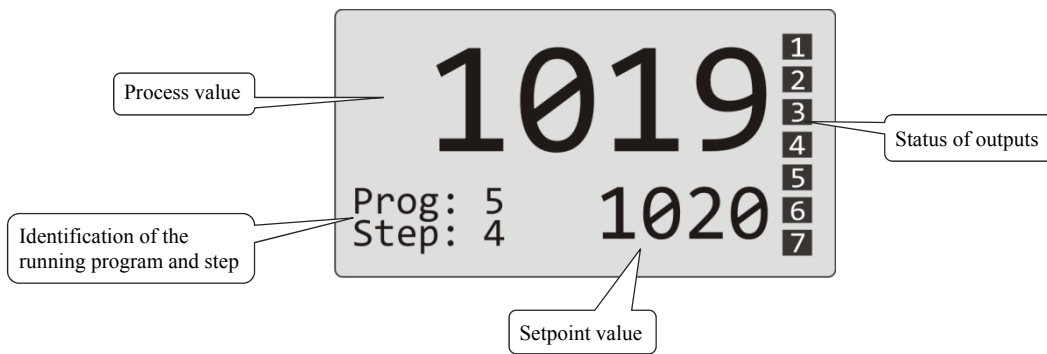 1019
1
2
3
4
5
6
7
Process value
Status of outputs
Prog: 5
Step: 4
1020
Identification of the
running program and step
Setpoint value